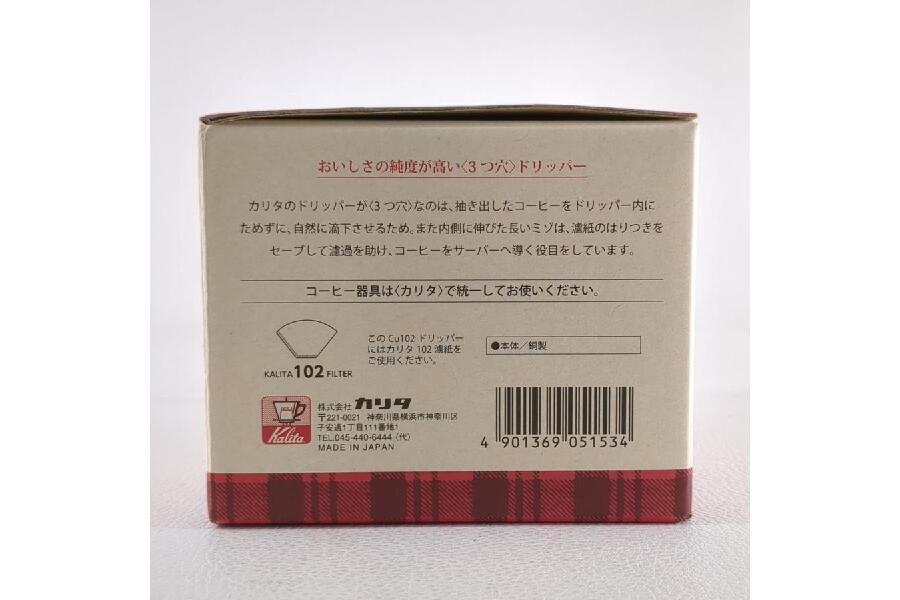 おいしさの純度が高い〈3つ穴〉ドリッパー
カリタのドリッパーが〈3つ穴〉なのは、抽き出したコーヒーをドリッパー内に
ためずに、自然に滴下させるため。また内側に伸びた長いミゾは、濾紙のはりつきを
セーブして濾過を助け、コーヒーをサーバーへ導く役目をしています。
コーヒー器具は〈カリタ〉で統一してお使いください。
KALITA 102 FILTER
このCu102ドリッパー
にはカリタ102濾紙を
ご使用ください。
●本体／銅製
Kalita
株式会社 カリタ
〒221-0021 神奈川県横浜市神奈川区
子安通1丁目111番地1
TEL.045-440-6444（代）
MADE IN JAPAN
4 901369 051534